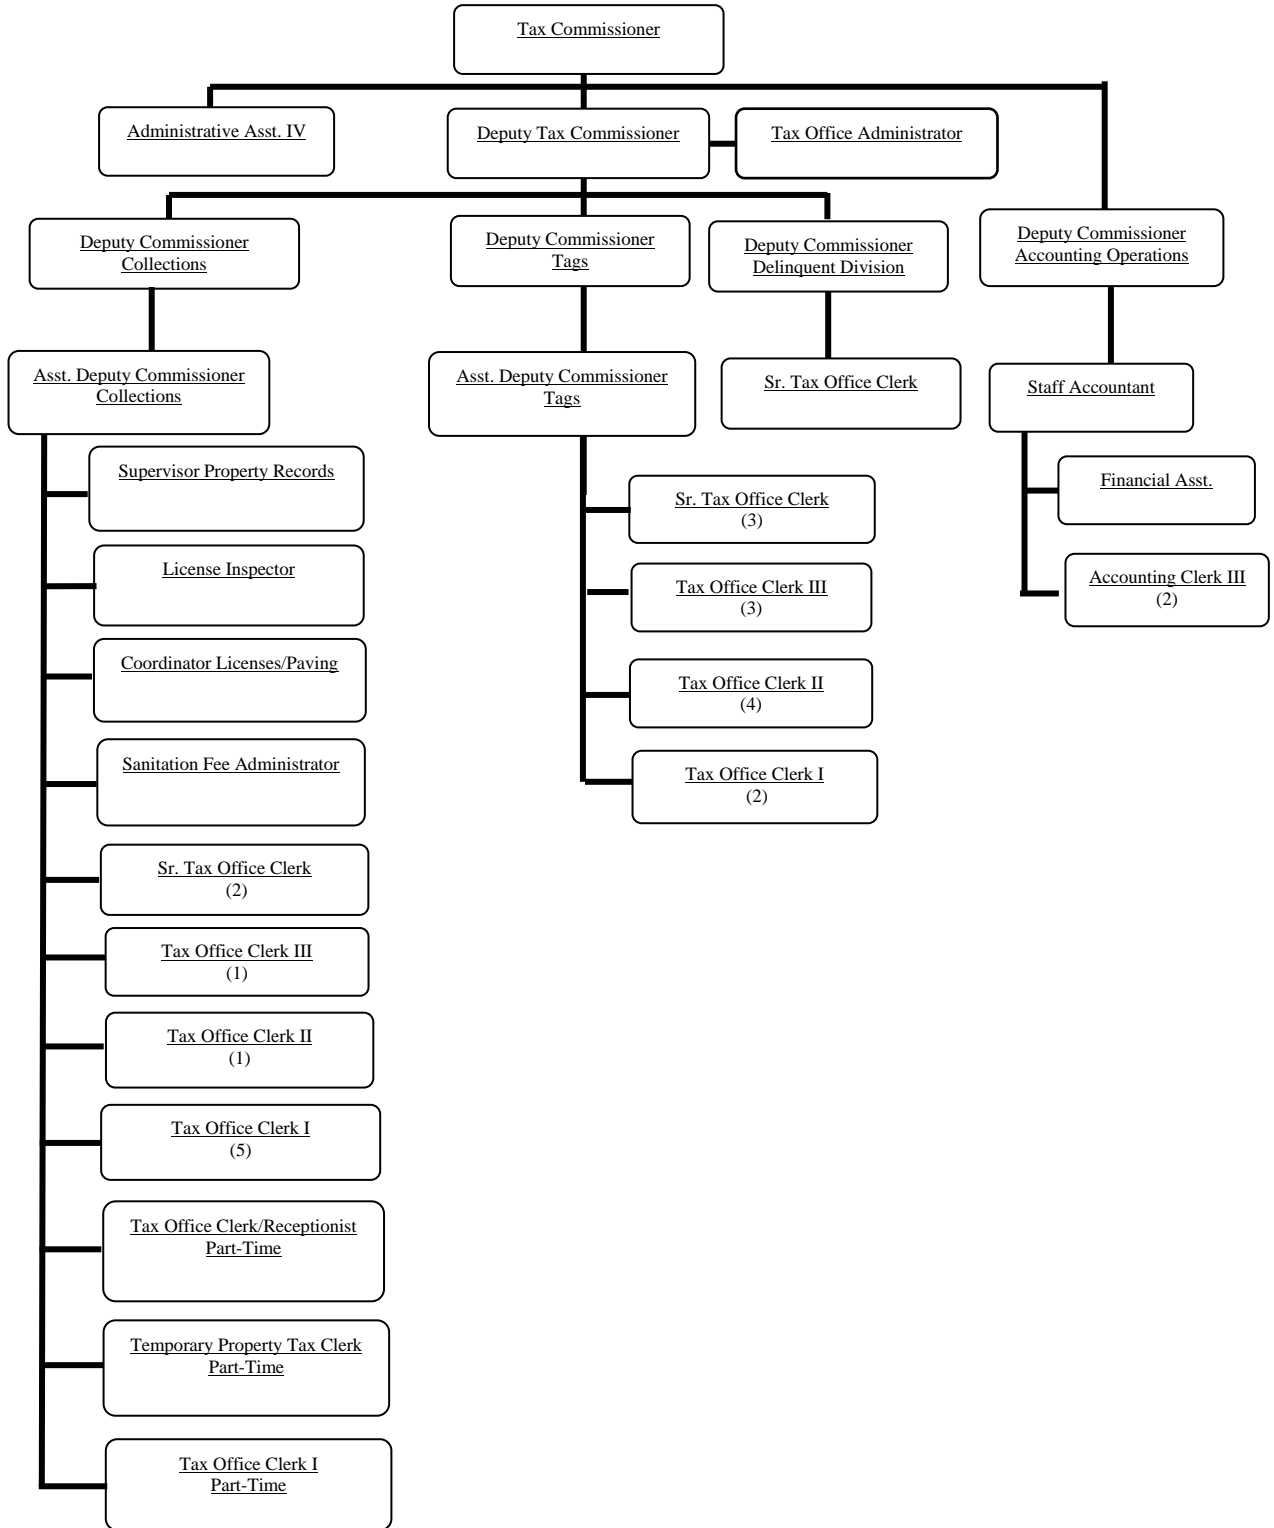 Tax Commissioner
Administrative Asst. IV
Deputy Tax Commissioner
Tax Office Administrator
Deputy Commissioner
Collections
Deputy Commissioner
Tags
Deputy Commissioner
Delinquent Division
Deputy Commissioner
Accounting Operations
Asst. Deputy Commissioner
Collections
Asst. Deputy Commissioner
Tags
Sr. Tax Office Clerk
Staff Accountant
Supervisor Property Records
License Inspector
Coordinator Licenses/Paving
Sanitation Fee Administrator
Sr. Tax Office Clerk
(2)
Tax Office Clerk III
(1)
Tax Office Clerk II
(1)
Tax Office Clerk I
(5)
Tax Office Clerk/Receptionist
Part-Time
Temporary Property Tax Clerk
Part-Time
Tax Office Clerk I
Part-Time
Sr. Tax Office Clerk
(3)
Tax Office Clerk III
(3)
Tax Office Clerk II
(4)
Tax Office Clerk I
(2)
Financial Asst.
Accounting Clerk III
(2)